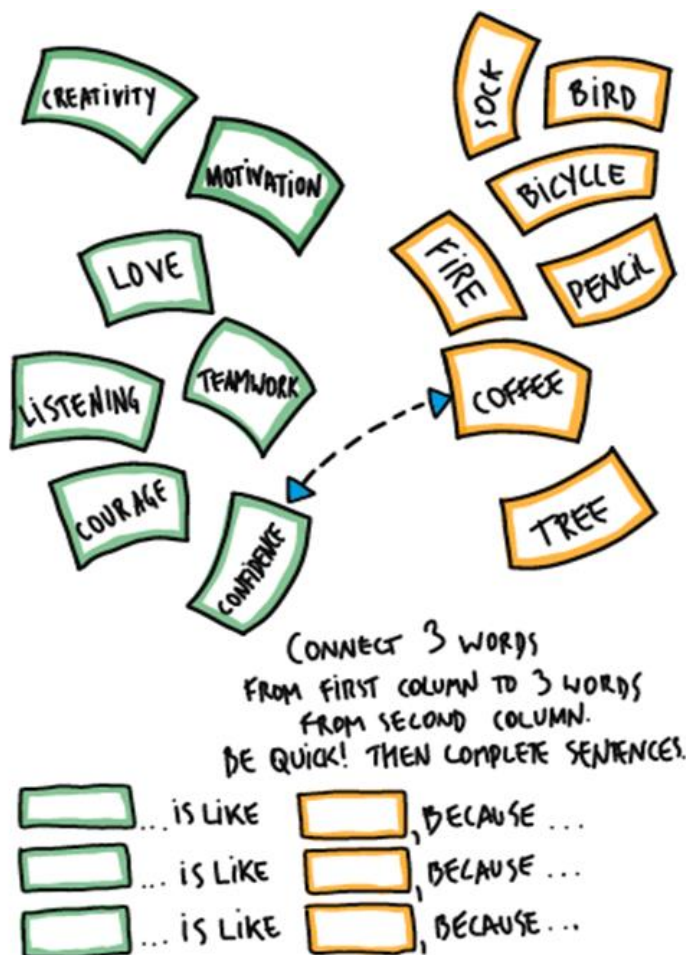 CREATIVITY
MOTIVATION
LOVE
LISTENING
TEAMWORK
COURAGE
CONFIDENCE
SOCK
BIRD
BICYCLE
FIRE
PENCIL
COFFEE
TREE
CONNECT 3 WORDS
FROM FIRST COLUMN TO 3 WORDS
FROM SECOND COLUMN.
BE QUICK! THEN COMPLETE SENTENCES.
... IS LIKE , BECAUSE ...
... IS LIKE , BECAUSE ...
... IS LIKE , BECAUSE ...